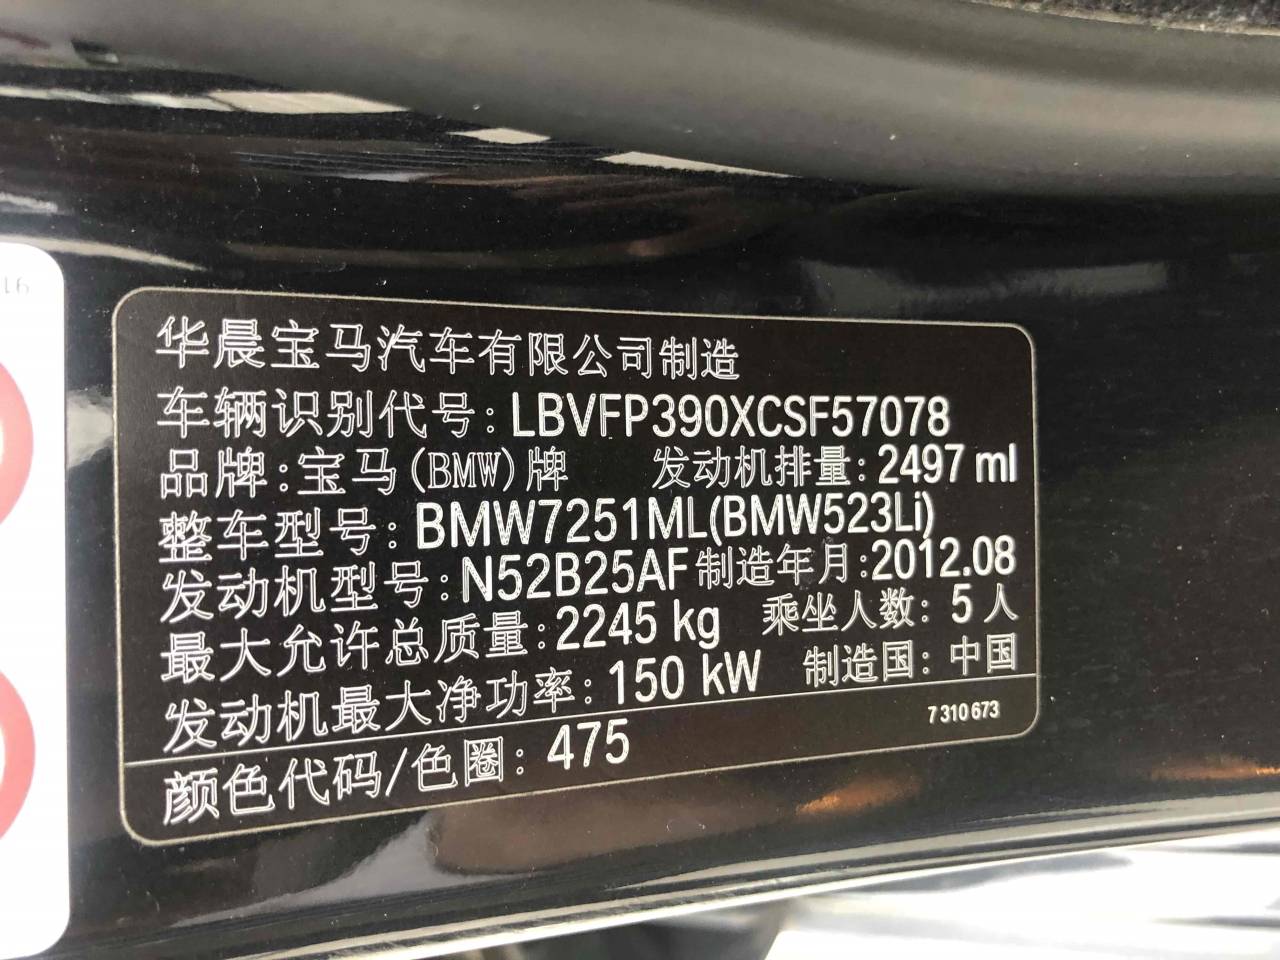 华晨宝马汽车有限公司制造
车辆识别代号: LBVFP390XCSF57078
品牌: 宝马(BMW)牌 发动机排量: 2497 ml
整车型号: BMW7251ML(BMW523Li)
发动机型号: N52B25AF 制造年月: 2012.08
最大允许总质量: 2245 kg 乘坐人数: 5 人
发动机最大净功率: 150 kW 制造国: 中国
7 310 673
颜色代码/色圈: 475